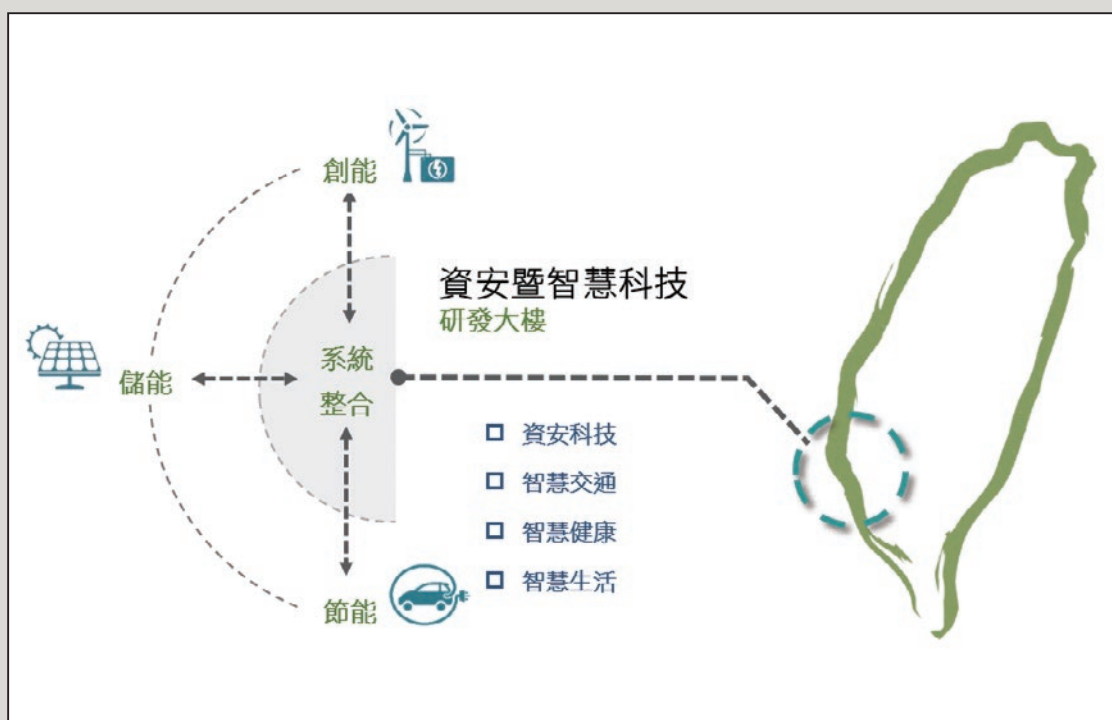 創能
資安暨智慧科技
研發大樓
儲能
系統
整合
資安科技
智慧交通
智慧健康
智慧生活
節能